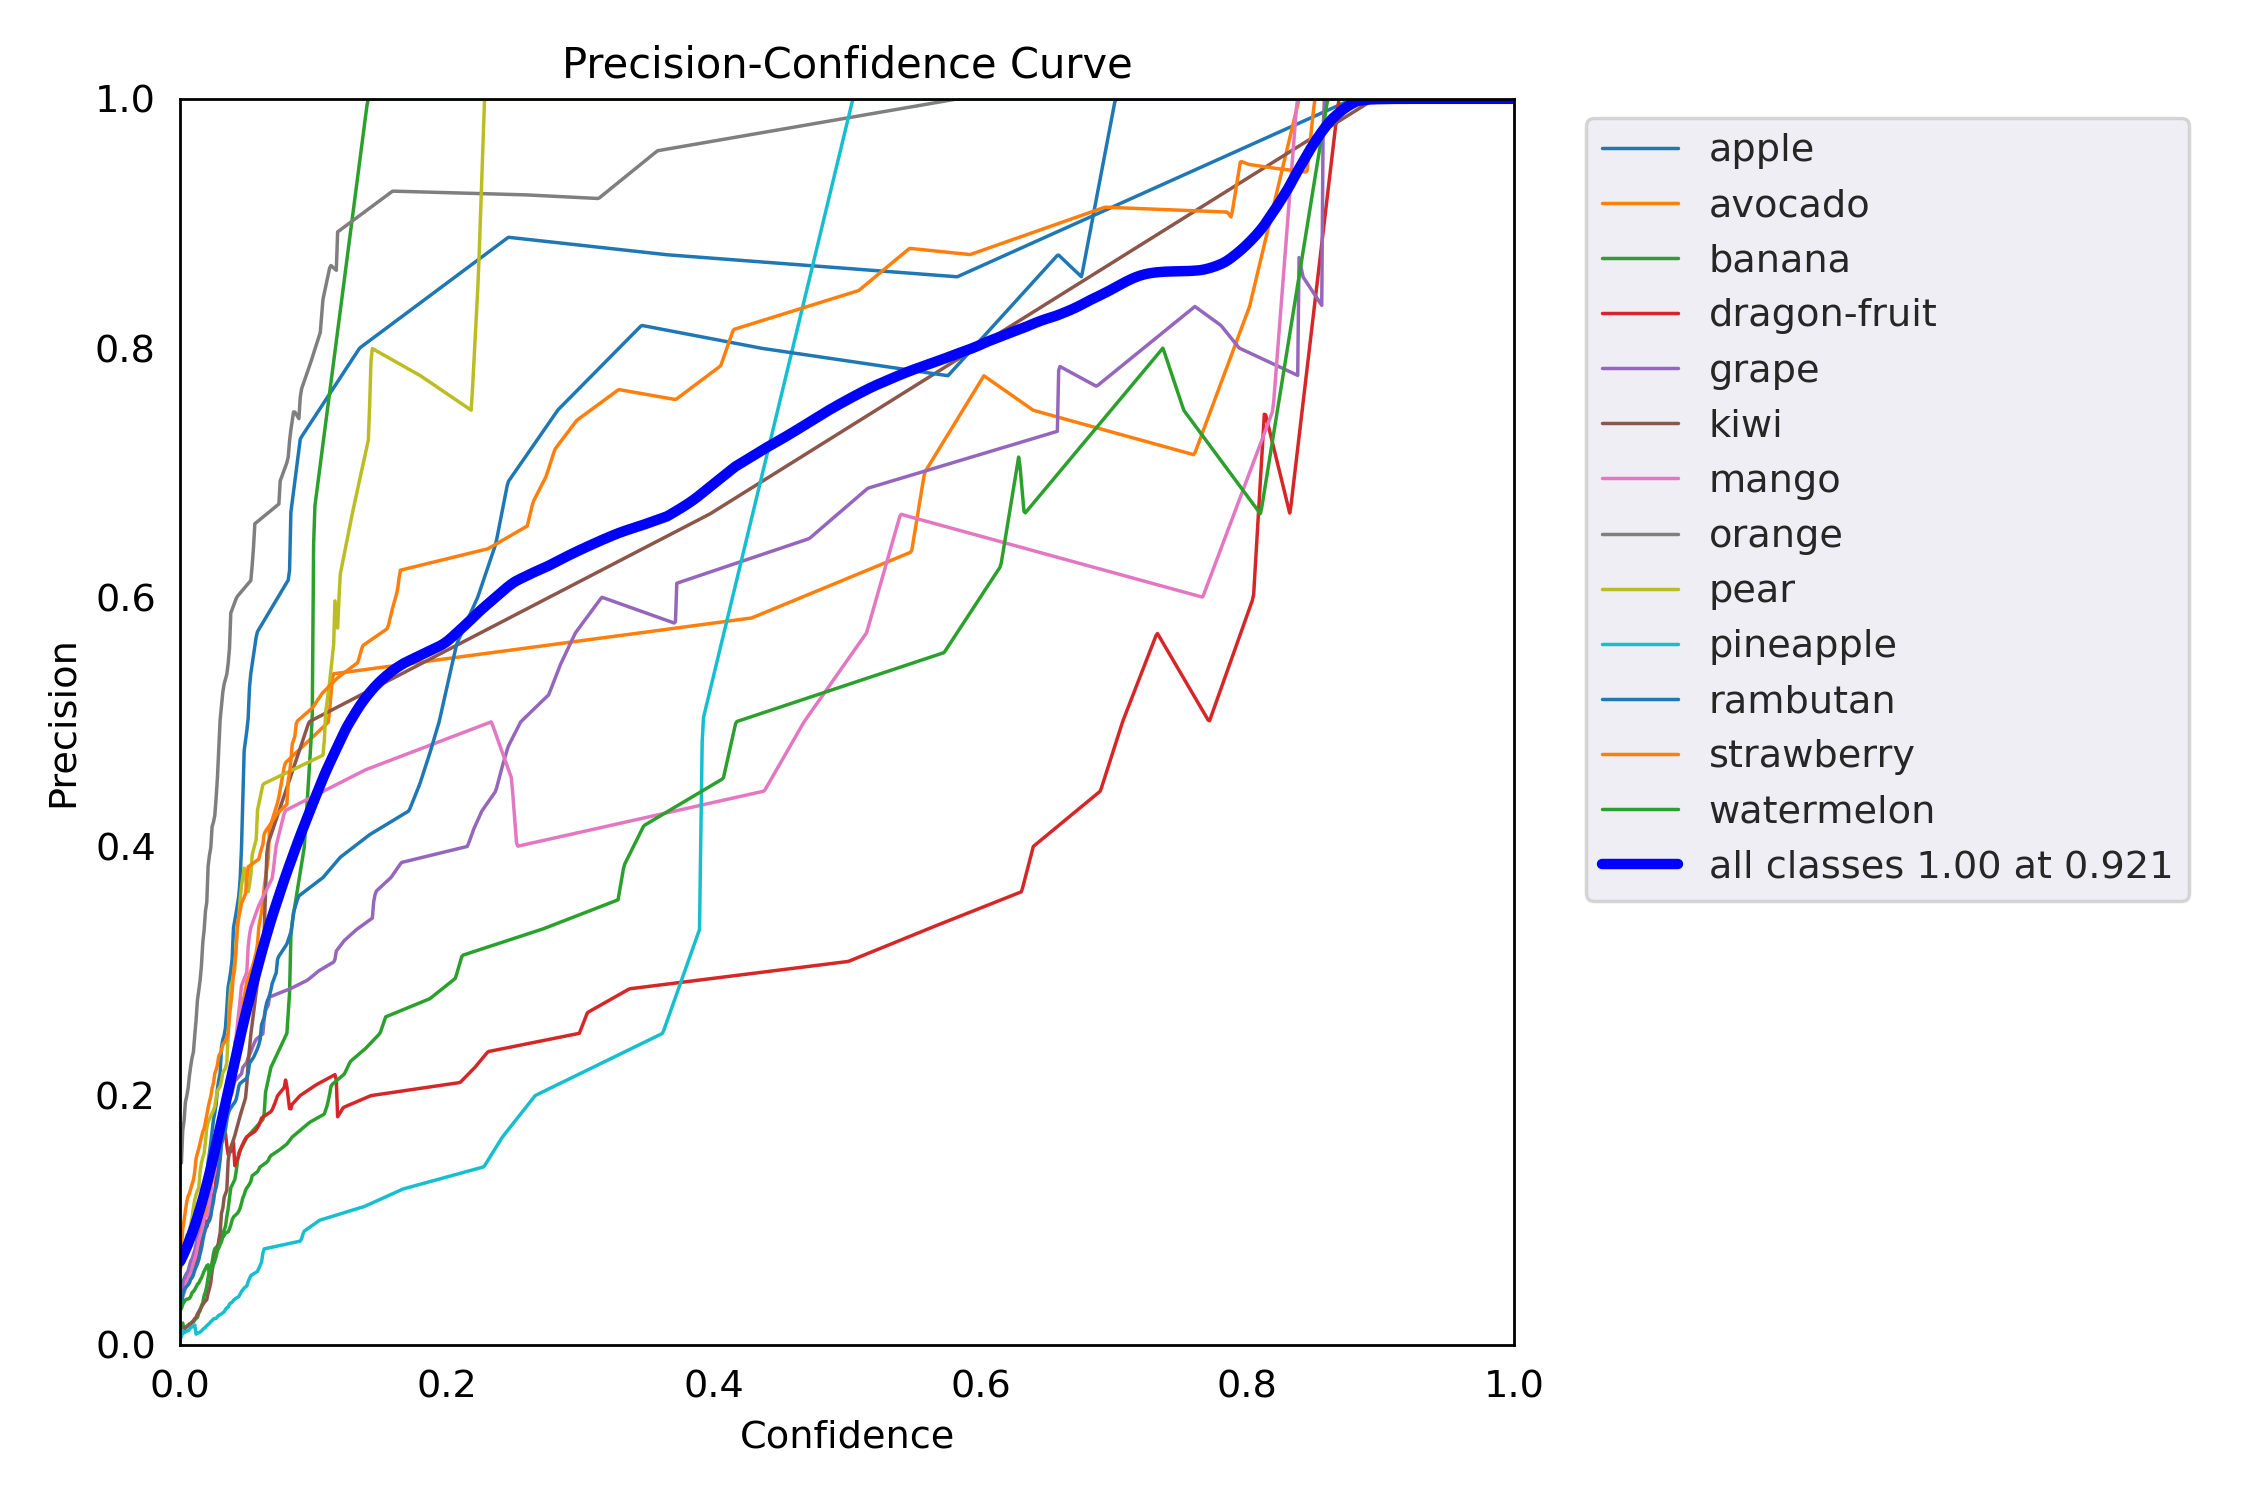 Precision-Confidence Curve
1.0
0.8
0.6
0.4
0.2
0.0
Precision
0.0 0.2 0.4 0.6 0.8 1.0
Confidence
apple
avocado
banana
dragon-fruit
grape
kiwi
mango
orange
pear
pineapple
rambutan
strawberry
watermelon
all classes 1.00 at 0.921